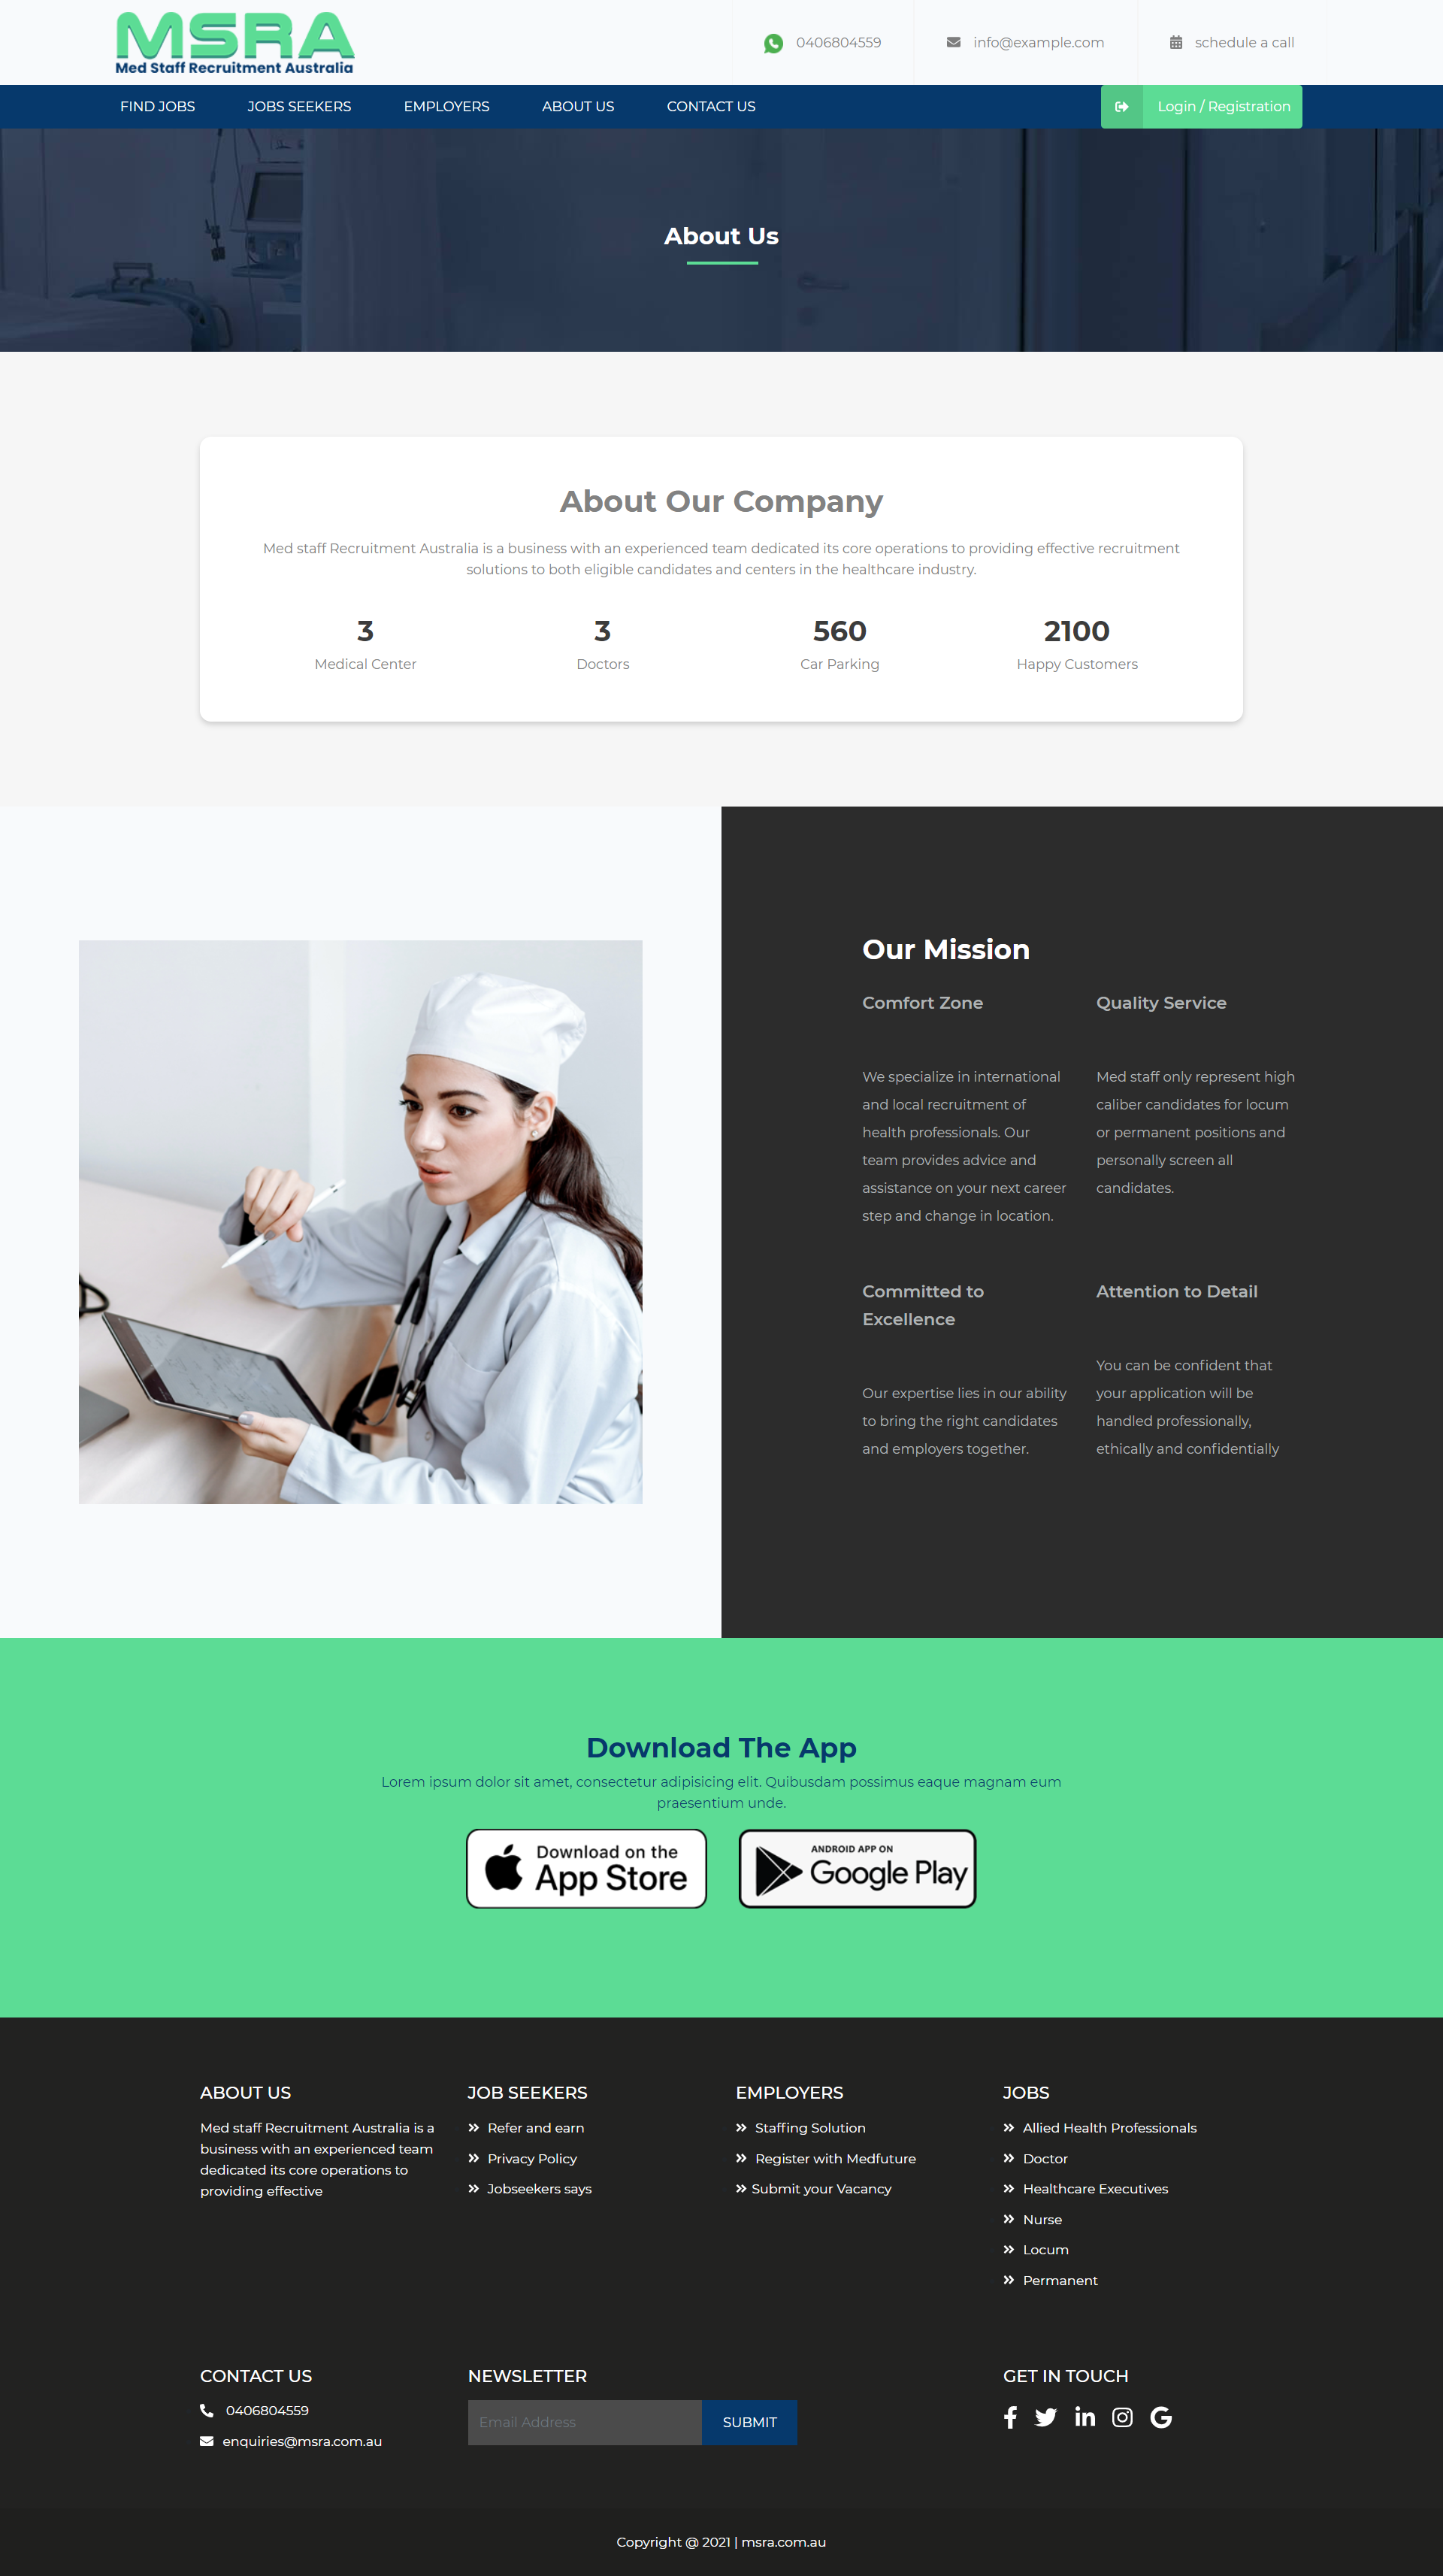 MSRA
Med Staff Recruitment Australia
0406804559
info@example.com
schedule a call
FIND JOBS
JOBS SEEKERS
EMPLOYERS
ABOUT US
CONTACT US
Login / Registration
About Us
About Our Company
Med staff Recruitment Australia is a business with an experienced team dedicated its core operations to providing effective recruitment
solutions to both eligible candidates and centers in the healthcare industry.
3
Medical Center
3
Doctors
560
Car Parking
2100
Happy Customers
Our Mission
Comfort Zone
We specialize in international
and local recruitment of
health professionals. Our
team provides advice and
assistance on your next career
step and change in location.
Quality Service
Med staff only represent high
caliber candidates for locum
or permanent positions and
personally screen all
candidates.
Committed to
Excellence
Our expertise lies in our ability
to bring the right candidates
and employers together.
Attention to Detail
You can be confident that
your application will be
handled professionally,
ethically and confidentially
Download The App
Lorem ipsum dolor sit amet, consectetur adipisicing elit. Quibusdam possimus eaque magnam eum
praesentium unde.
Download on the
App Store
ANDROID APP ON
Google Play
ABOUT US
Med staff Recruitment Australia is a
business with an experienced team
dedicated its core operations to
providing effective
JOB SEEKERS
Refer and earn
Privacy Policy
Jobseekers says
EMPLOYERS
Staffing Solution
Register with Medfuture
Submit your Vacancy
JOBS
Allied Health Professionals
Doctor
Healthcare Executives
Nurse
Locum
Permanent
CONTACT US
0406804559
enquiries@msra.com.au
NEWSLETTER
Email Address
SUBMIT
GET IN TOUCH
Copyright @ 2021 | msra.com.au